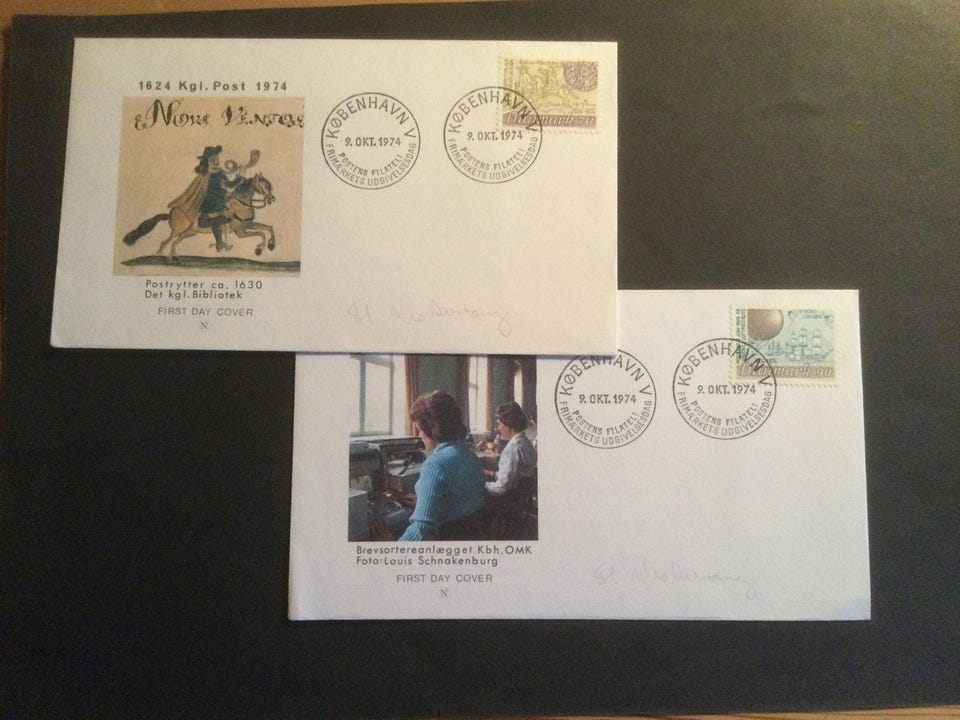 1624 Kgl. Post 1974
Nova
Postrytter ca. 1630
Det kgl. Bibliotek
FIRST DAY COVER
N
KØBENHAVN V
9. OKT. 1974
POSTENS FILATELI
FRIMÆRKETS UDGIVELSESDAG
KØBENHAVN V
9. OKT. 1974
POSTENS FILATELI
FRIMÆRKETS UDGIVELSESDAG
Danmark 70
Brevsortereanlægget Kbh. OMK
Foto: Louis Schnakenburg
FIRST DAY COVER
N
KØBENHAVN V
9. OKT. 1974
POSTENS FILATELI
FRIMÆRKETS UDGIVELSESDAG
KØBENHAVN V
9. OKT. 1974
POSTENS FILATELI
FRIMÆRKETS UDGIVELSESDAG
Danmark 90